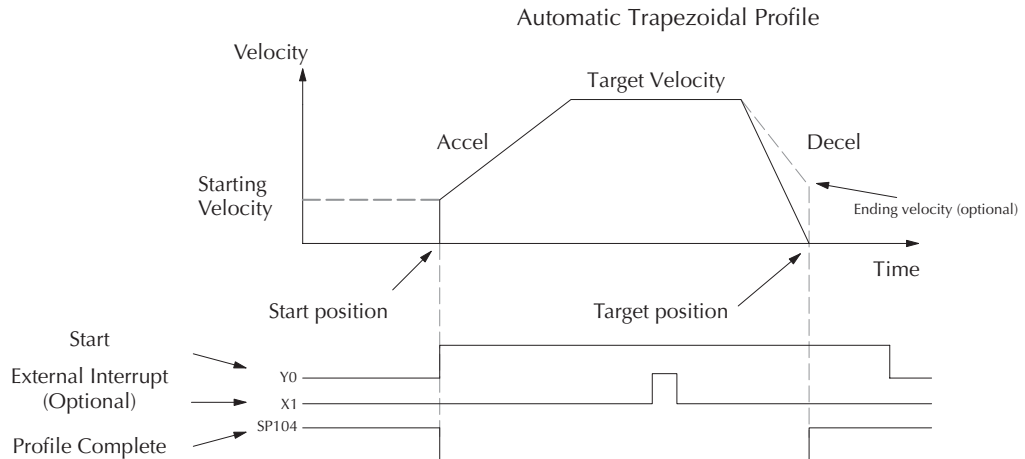 Automatic Trapezoidal Profile
Velocity
Target Velocity
Accel
Decel
Starting
Velocity
Ending velocity (optional)
Time
Start position
Target position
Start
External Interrupt
(Optional)
Profile Complete
Y0
X1
SP104